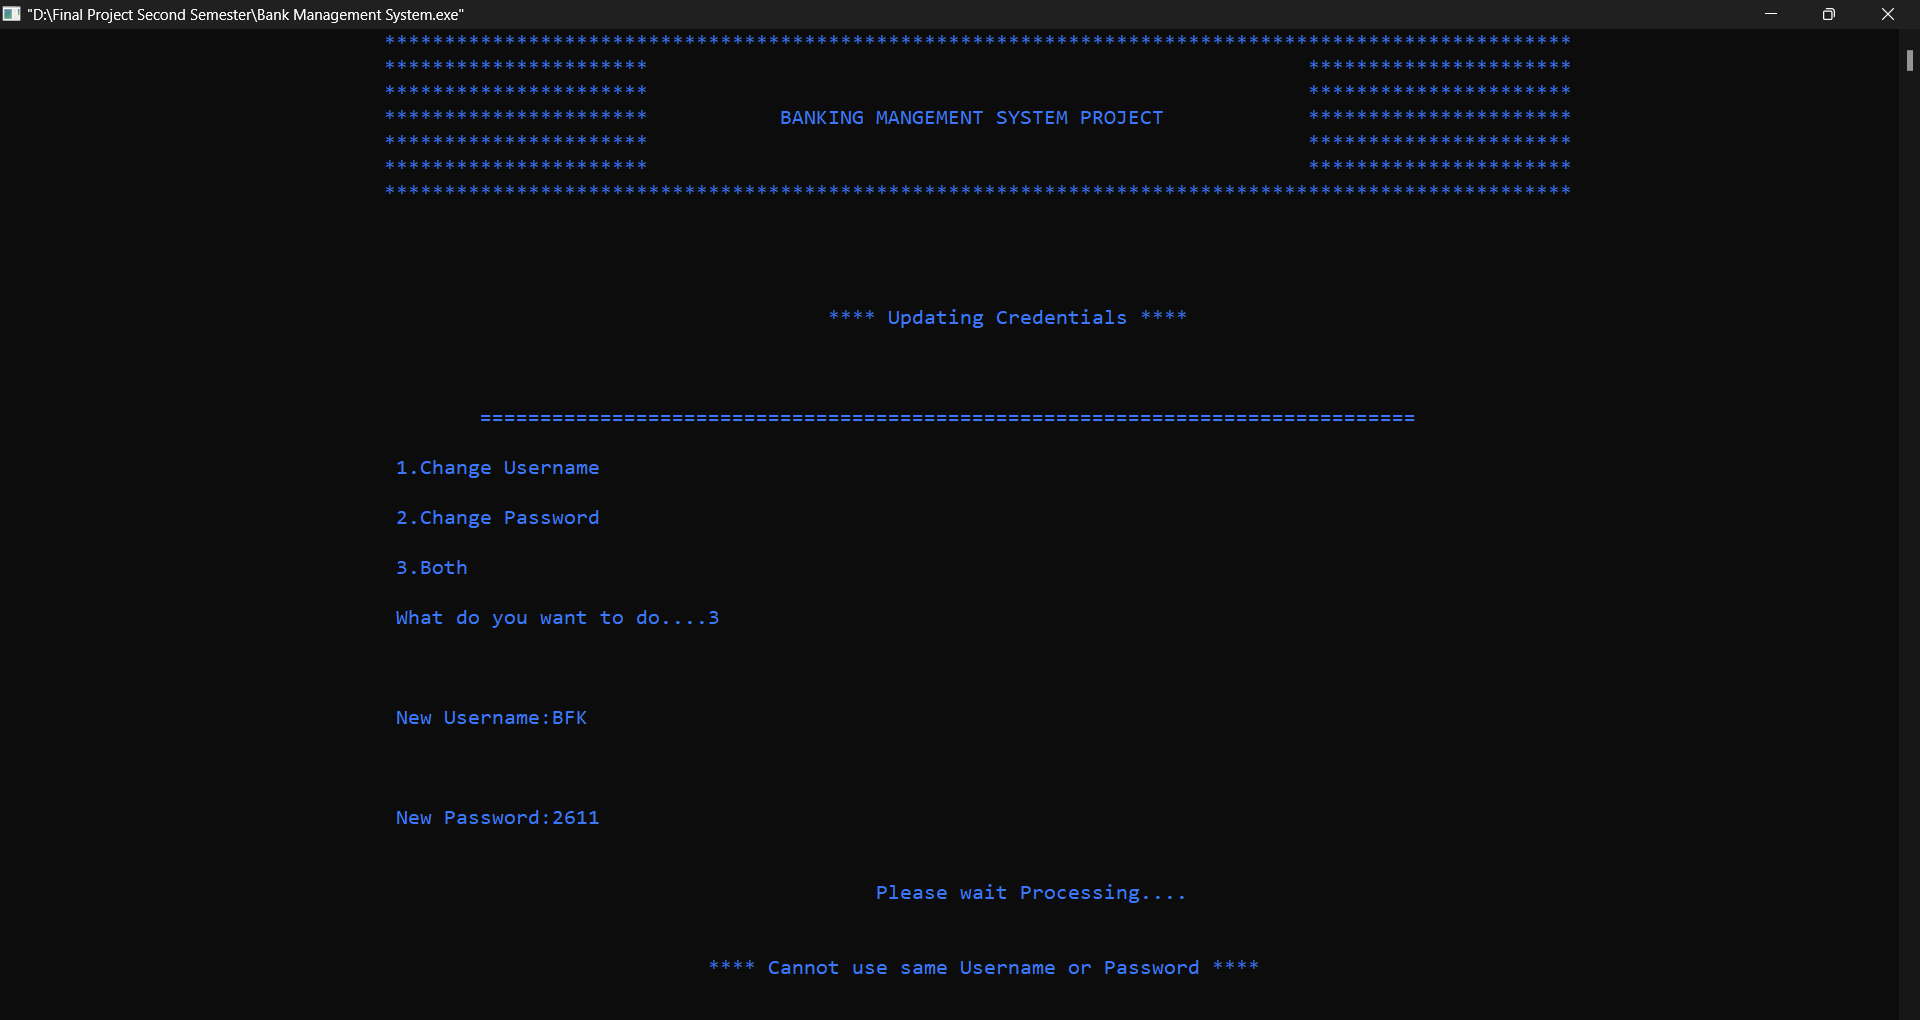 "D:\Final Project Second Semester\Bank Management System.exe"
***************************************************************************************************
**********************                                                       **********************
**********************                                                       **********************
**********************           BANKING MANGEMENT SYSTEM PROJECT            **********************
**********************                                                       **********************
**********************                                                       **********************
***************************************************************************************************
**** Updating Credentials ****
==============================================================================
1.Change Username
2.Change Password
3.Both
What do you want to do....3
New Username:BFK
New Password:2611
Please wait Processing....
**** Cannot use same Username or Password ****